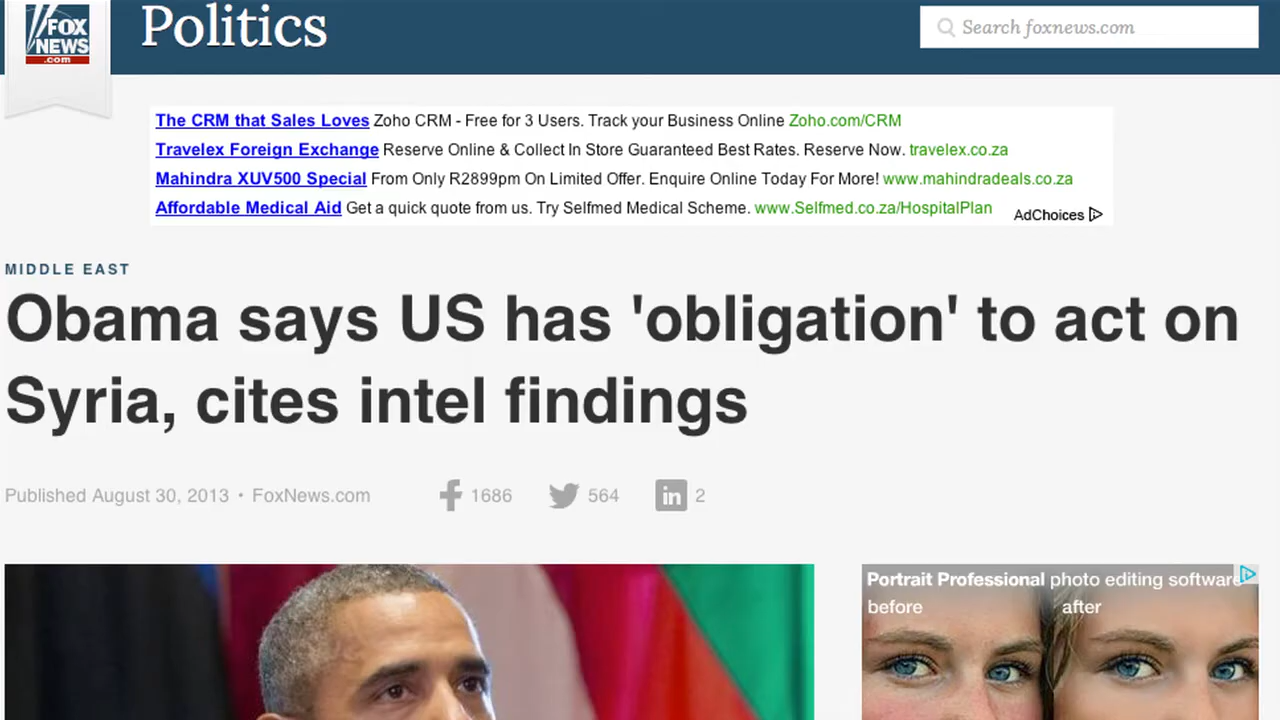 FOX
NEWS
.com
Politics
Search foxnews.com
The CRM that Sales Loves Zoho CRM - Free for 3 Users. Track your Business Online Zoho.com/CRM
Travelex Foreign Exchange Reserve Online & Collect In Store Guaranteed Best Rates. Reserve Now. travelex.co.za
Mahindra XUV500 Special From Only R2899pm On Limited Offer. Enquire Online Today For More! www.mahindradeals.co.za
Affordable Medical Aid Get a quick quote from us. Try Selfmed Medical Scheme. www.Selfmed.co.za/HospitalPlan
AdChoices
MIDDLE EAST
Obama says US has 'obligation' to act on
Syria, cites intel findings
Published August 30, 2013 • FoxNews.com
1686
564
in 2
Portrait Professional photo editing software
before after